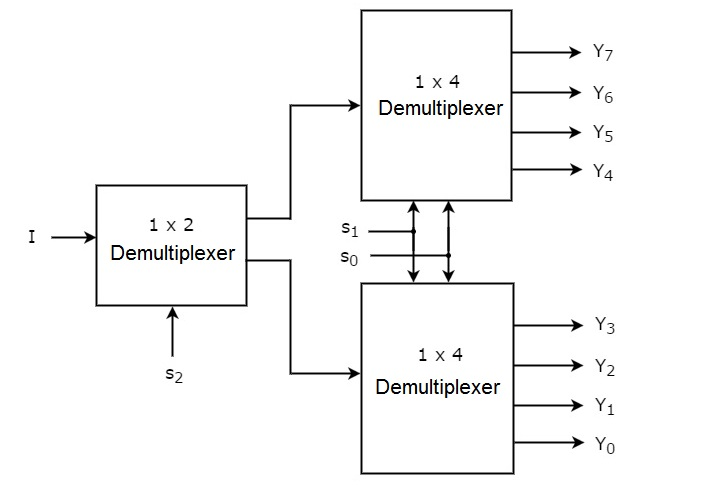 1 x 4
Demultiplexer
Y7
Y6
Y5
Y4
I
1 x 2
Demultiplexer
s2
s1
s0
1 x 4
Demultiplexer
Y3
Y2
Y1
Y0